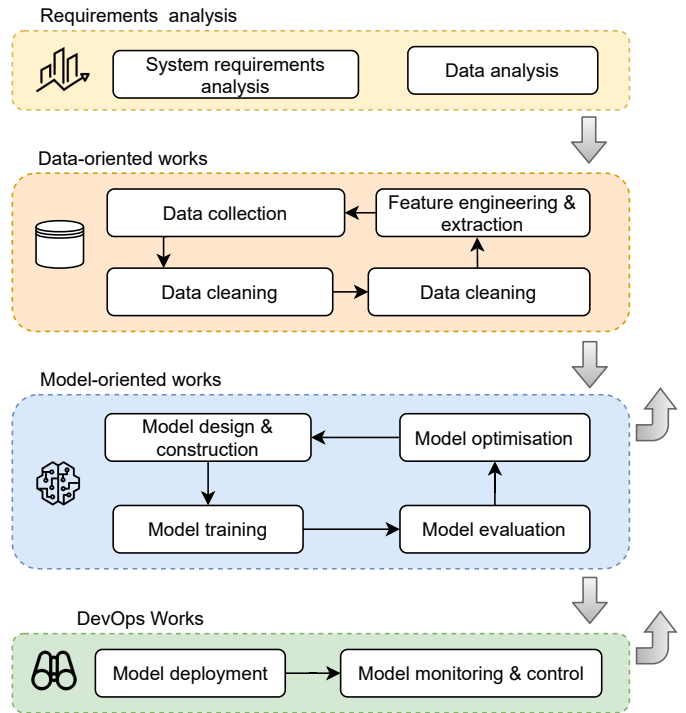 Requirements analysis
System requirements
analysis
Data analysis
Data-oriented works
Data collection
Feature engineering &
extraction
Data cleaning
Data cleaning
Model-oriented works
Model design &
construction
Model optimisation
Model training
Model evaluation
DevOps Works
Model deployment
Model monitoring & control